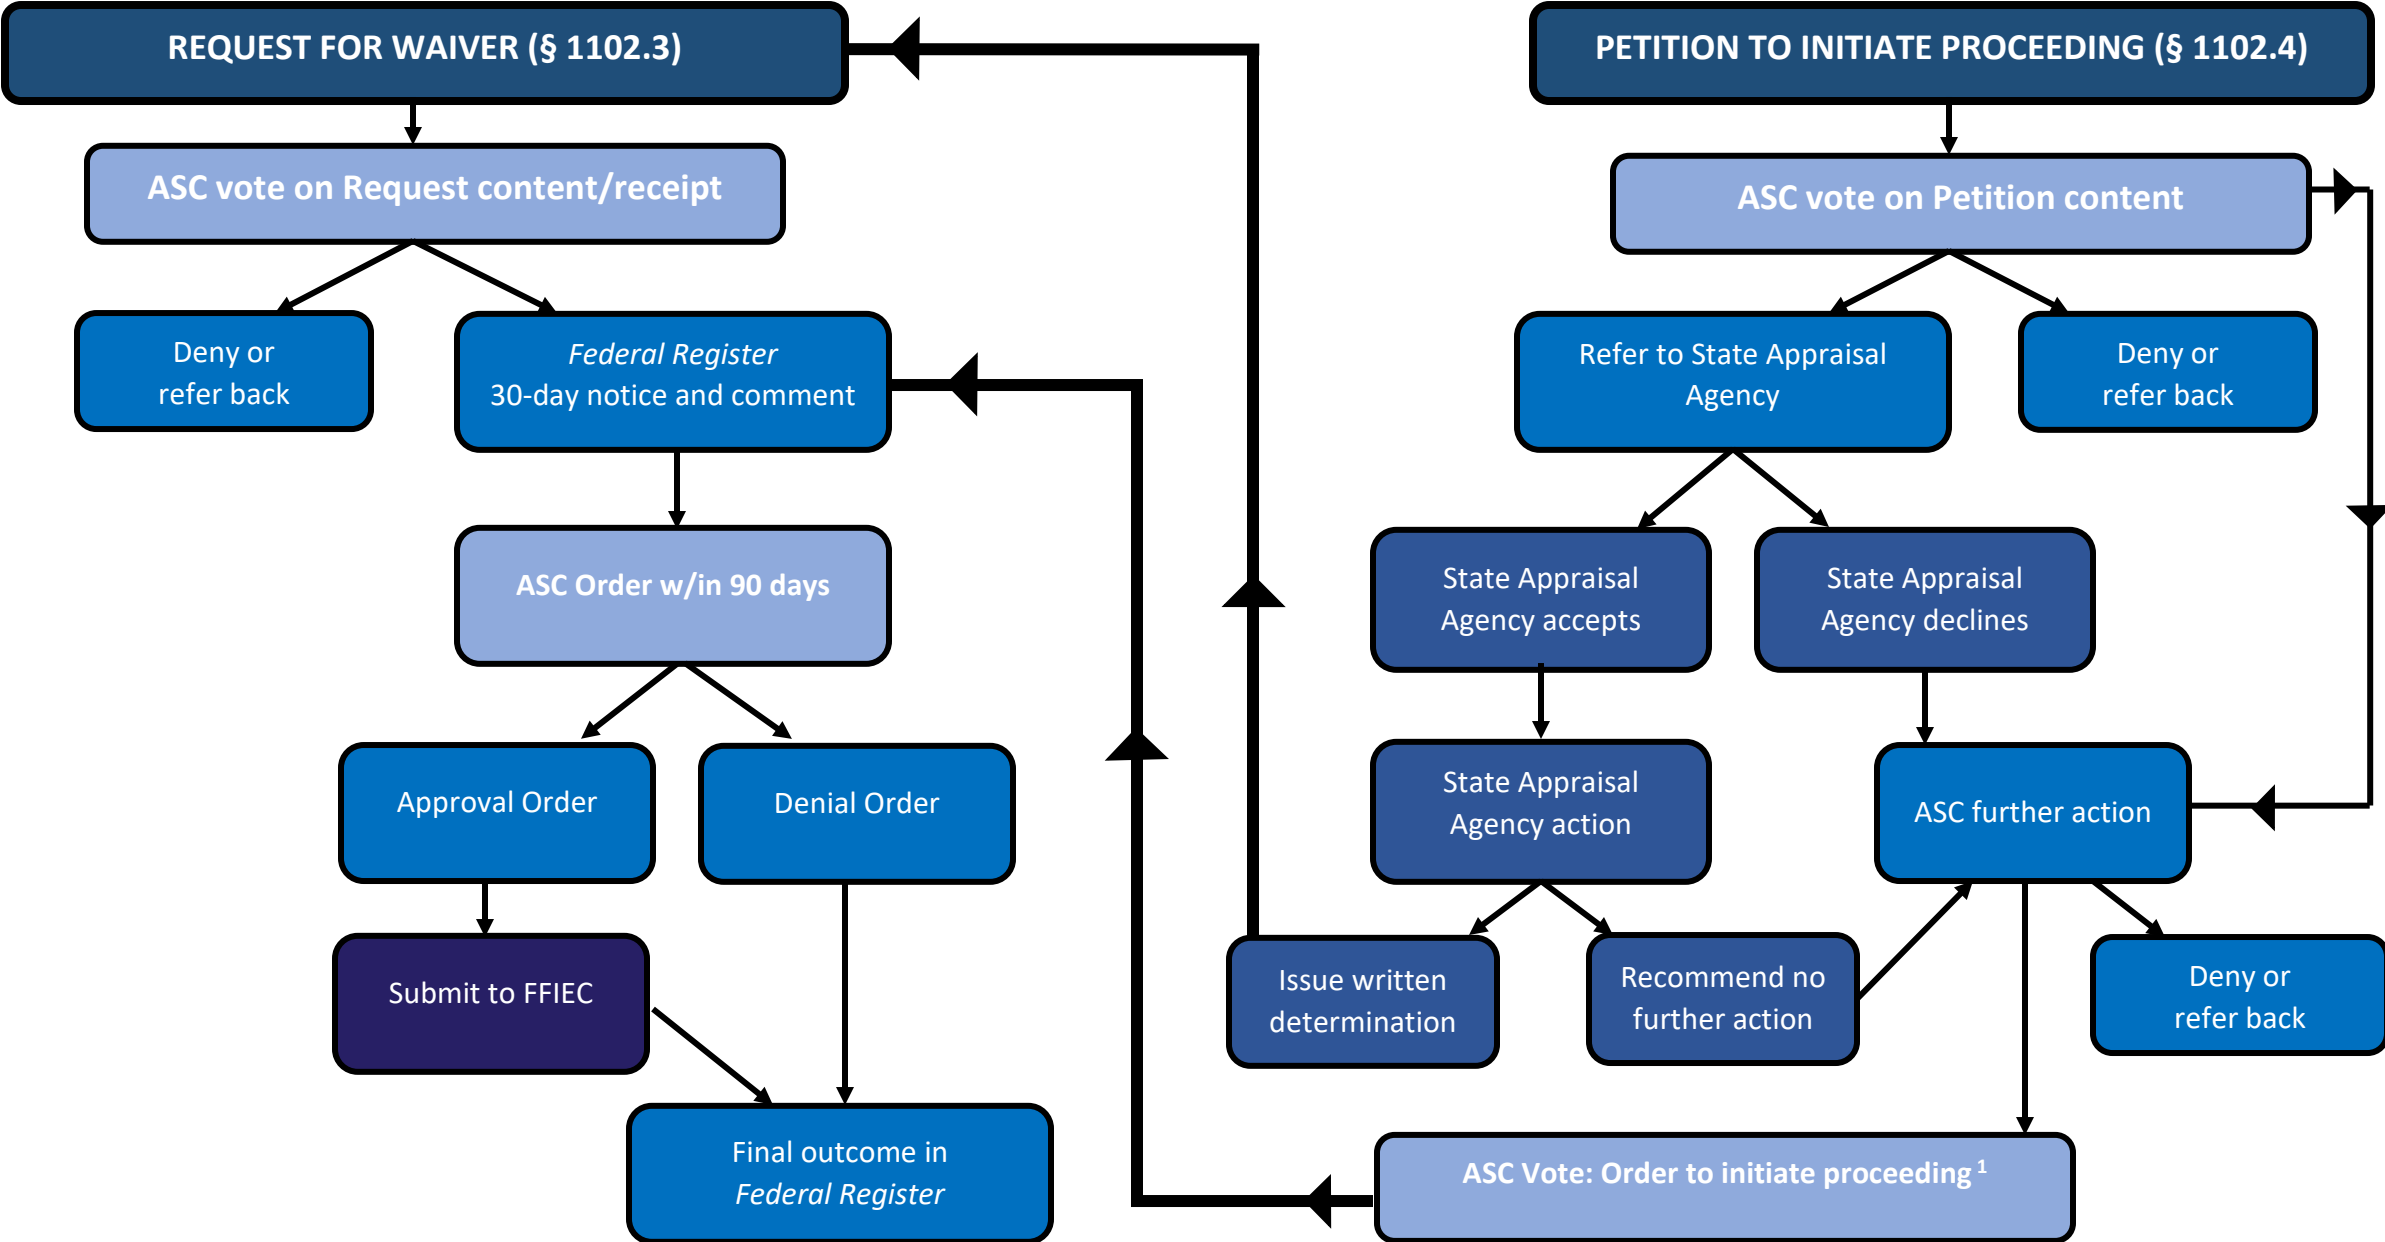 REQUEST FOR WAIVER (§ 1102.3)
ASC vote on Request content/receipt
Deny or
refer back
Federal Register
30-day notice and comment
ASC Order w/in 90 days
Approval Order
Denial Order
Submit to FFIEC
Final outcome in
Federal Register
PETITION TO INITIATE PROCEEDING (§ 1102.4)
ASC vote on Petition content
Refer to State Appraisal
Agency
Deny or
refer back
State Appraisal
Agency accepts
State Appraisal
Agency declines
State Appraisal
Agency action
ASC further action
Issue written
determination
Recommend no
further action
Deny or
refer back
ASC Vote: Order to initiate proceeding ¹